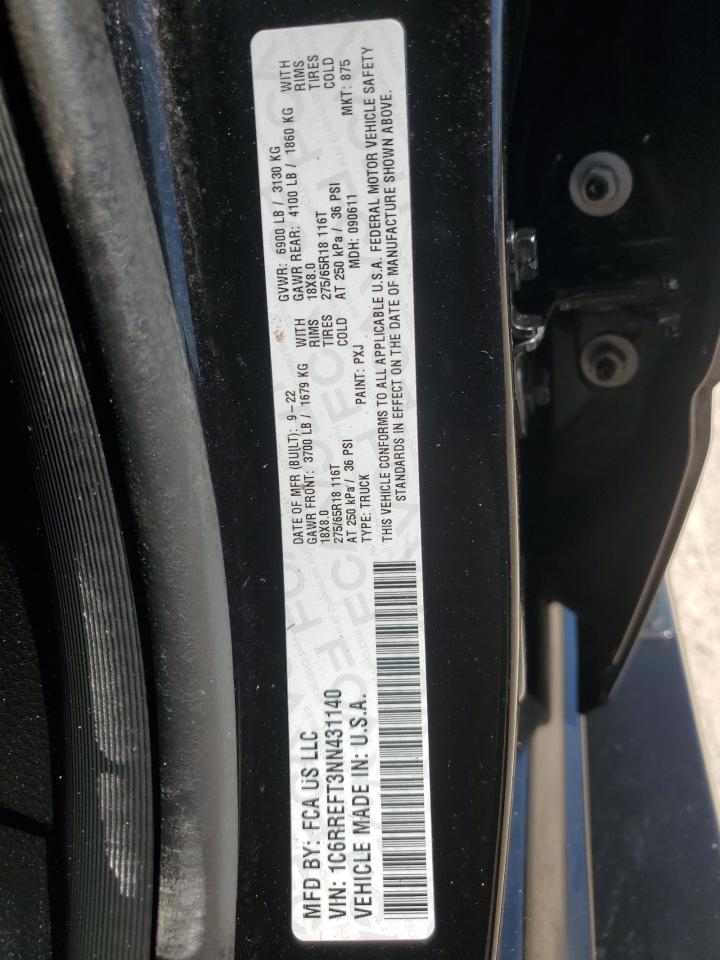 MFD BY: FCA US LLC
VIN: 1C6RREFT3NN431140
VEHICLE MADE IN: U.S.A.
DATE OF MFR (BUILT): 9-22
GAWR FRONT: 3700 LB / 1679 KG WITH
18X8.0 RIMS
275/65R18 116T TIRES
AT 250 kPa / 36 PSI COLD
GVWR: 6900 LB / 3130 KG
GAWR REAR: 4100 LB / 1860 KG WITH
18X8.0 RIMS
275/65R18 116T TIRES
AT 250 kPa / 36 PSI COLD
TYPE: TRUCK PAINT: PXJ MDH: 090611 MKT: 875
THIS VEHICLE CONFORMS TO ALL APPLICABLE U.S.A. FEDERAL MOTOR VEHICLE SAFETY
STANDARDS IN EFFECT ON THE DATE OF MANUFACTURE SHOWN ABOVE.